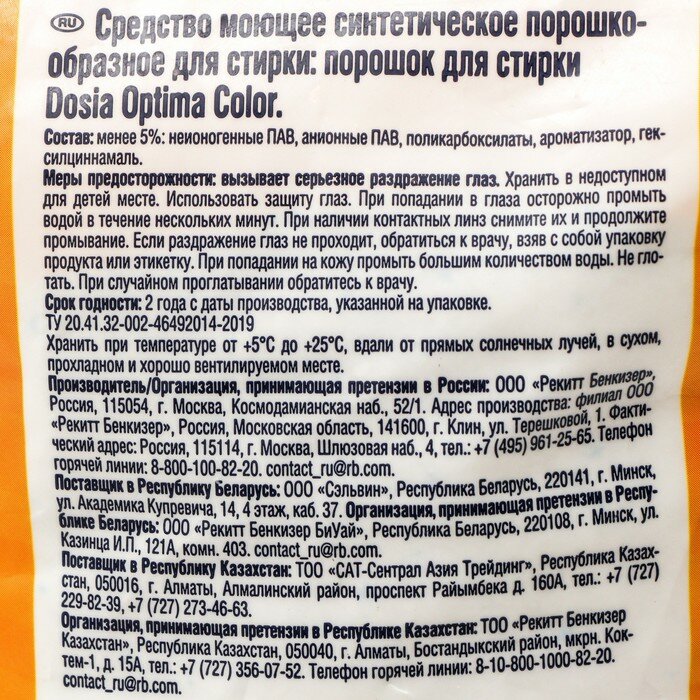 RU Средство моющее синтетическое порошко-
образное для стирки: порошок для стирки
Dosia Optima Color.
Состав: менее 5%: неионогенные ПАВ, анионные ПАВ, поликарбоксилаты, ароматизатор, гек-
силциннамаль.
Меры предосторожности: вызывает серьезное раздражение глаз. Хранить в недоступном
для детей месте. Использовать защиту глаз. При попадании в глаза осторожно промыть
водой в течение нескольких минут. При наличии контактных линз снимите их и продолжите
промывание. Если раздражение глаз не проходит, обратиться к врачу, взяв с собой упаковку
продукта или этикетку. При попадании на кожу промыть большим количеством воды. Не гло-
тать. При случайном проглатывании обратитесь к врачу.
Срок годности: 2 года с даты производства, указанной на упаковке.
ТУ 20.41.32-002-46492014-2019
Хранить при температуре от +5°С до +25°С, вдали от прямых солнечных лучей, в сухом,
прохладном и хорошо вентилируемом месте.
Производитель/Организация, принимающая претензии в России: ООО «Рекитт Бенкизер»,
Россия, 115054, г. Москва, Космодамианская наб., 52/1. Адрес производства: филиал ООО
«Рекитт Бенкизер», Россия, Московская область, 141600, г. Клин, ул. Терешковой, 1. Факти-
ческий адрес: Россия, 115114, г. Москва, Шлюзовая наб., 4, тел.: +7 (495) 961-25-65. Телефон
горячей линии: 8-800-100-82-20. contact_ru@rb.com
Поставщик в Республику Беларусь: ООО «Сэльвин», Республика Беларусь, 220141, г. Минск,
ул. Академика Купревича, 14, 4 этаж, каб. 37. Организация, принимающая претензии в Респу-
блике Беларусь: ООО «Рекитт Бенкизер БиУай», Республика Беларусь, 220108, г. Минск, ул.
Казинца И.П., 121А, комн. 403. contact_ru@rb.com
Поставщик в Республику Казахстан: ТОО «САТ-Сентрал Азия Трейдинг», Республика Казах-
стан, 050016, г. Алматы, Алмалинский район, проспект Райымбека д. 160А, тел.: +7 (727)
229-82-39, +7 (727) 273-46-63.
Организация, принимающая претензии в Республике Казахстан: ТОО «Рекитт Бенкизер
Казахстан», Республика Казахстан, 050040, г. Алматы, Бостандыкский район, мкрн. Кок-
тем-1, д. 15А, тел.: +7 (727) 356-07-52. Телефон горячей линии: 8-10-800-1000-82-20.
contact_ru@rb.com